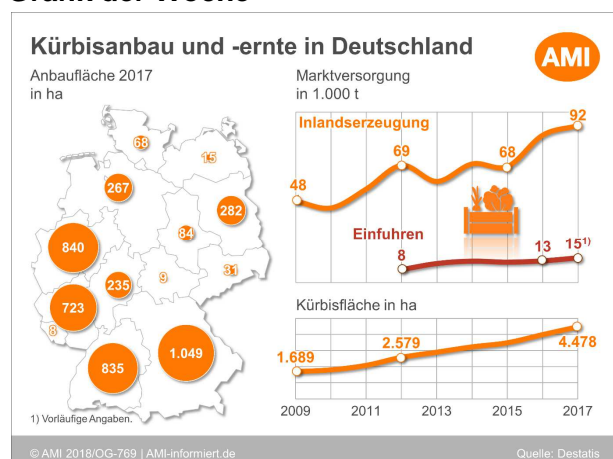 Kürbisanbau und -ernte in Deutschland
AMI
Anbaufläche 2017
in ha
68
15
267
282
84
840
235
9
31
723
8
835
1.049
1) Vorläufige Angaben.
Marktversorgung
in 1.000 t
Inlandserzeugung
92
69
68
48
Einfuhren
8
13
15¹⁾
Kürbisfläche in ha
1.689
2.579
4.478
2009
2011
2013
2015
2017
© AMI 2018/OG-769 | AMI-informiert.de
Quelle: Destatis